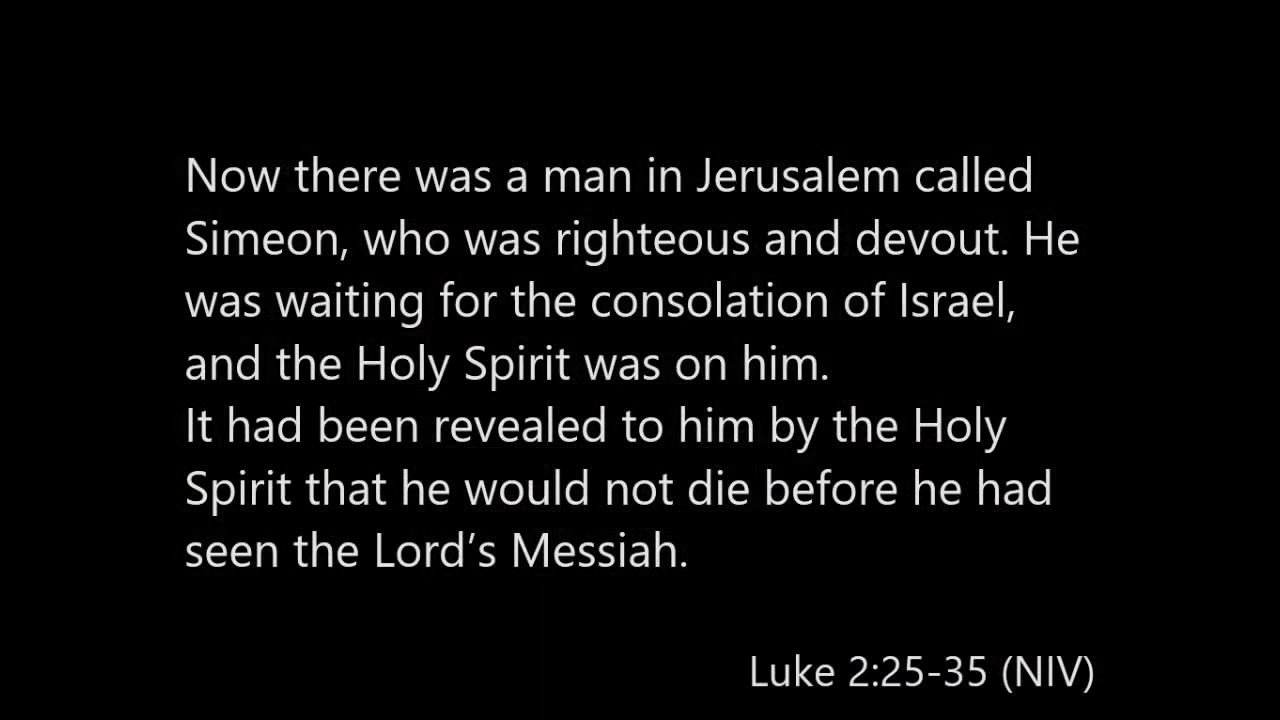 Now there was a man in Jerusalem called
Simeon, who was righteous and devout. He
was waiting for the consolation of Israel,
and the Holy Spirit was on him.
It had been revealed to him by the Holy
Spirit that he would not die before he had
seen the Lord’s Messiah.
Luke 2:25-35 (NIV)